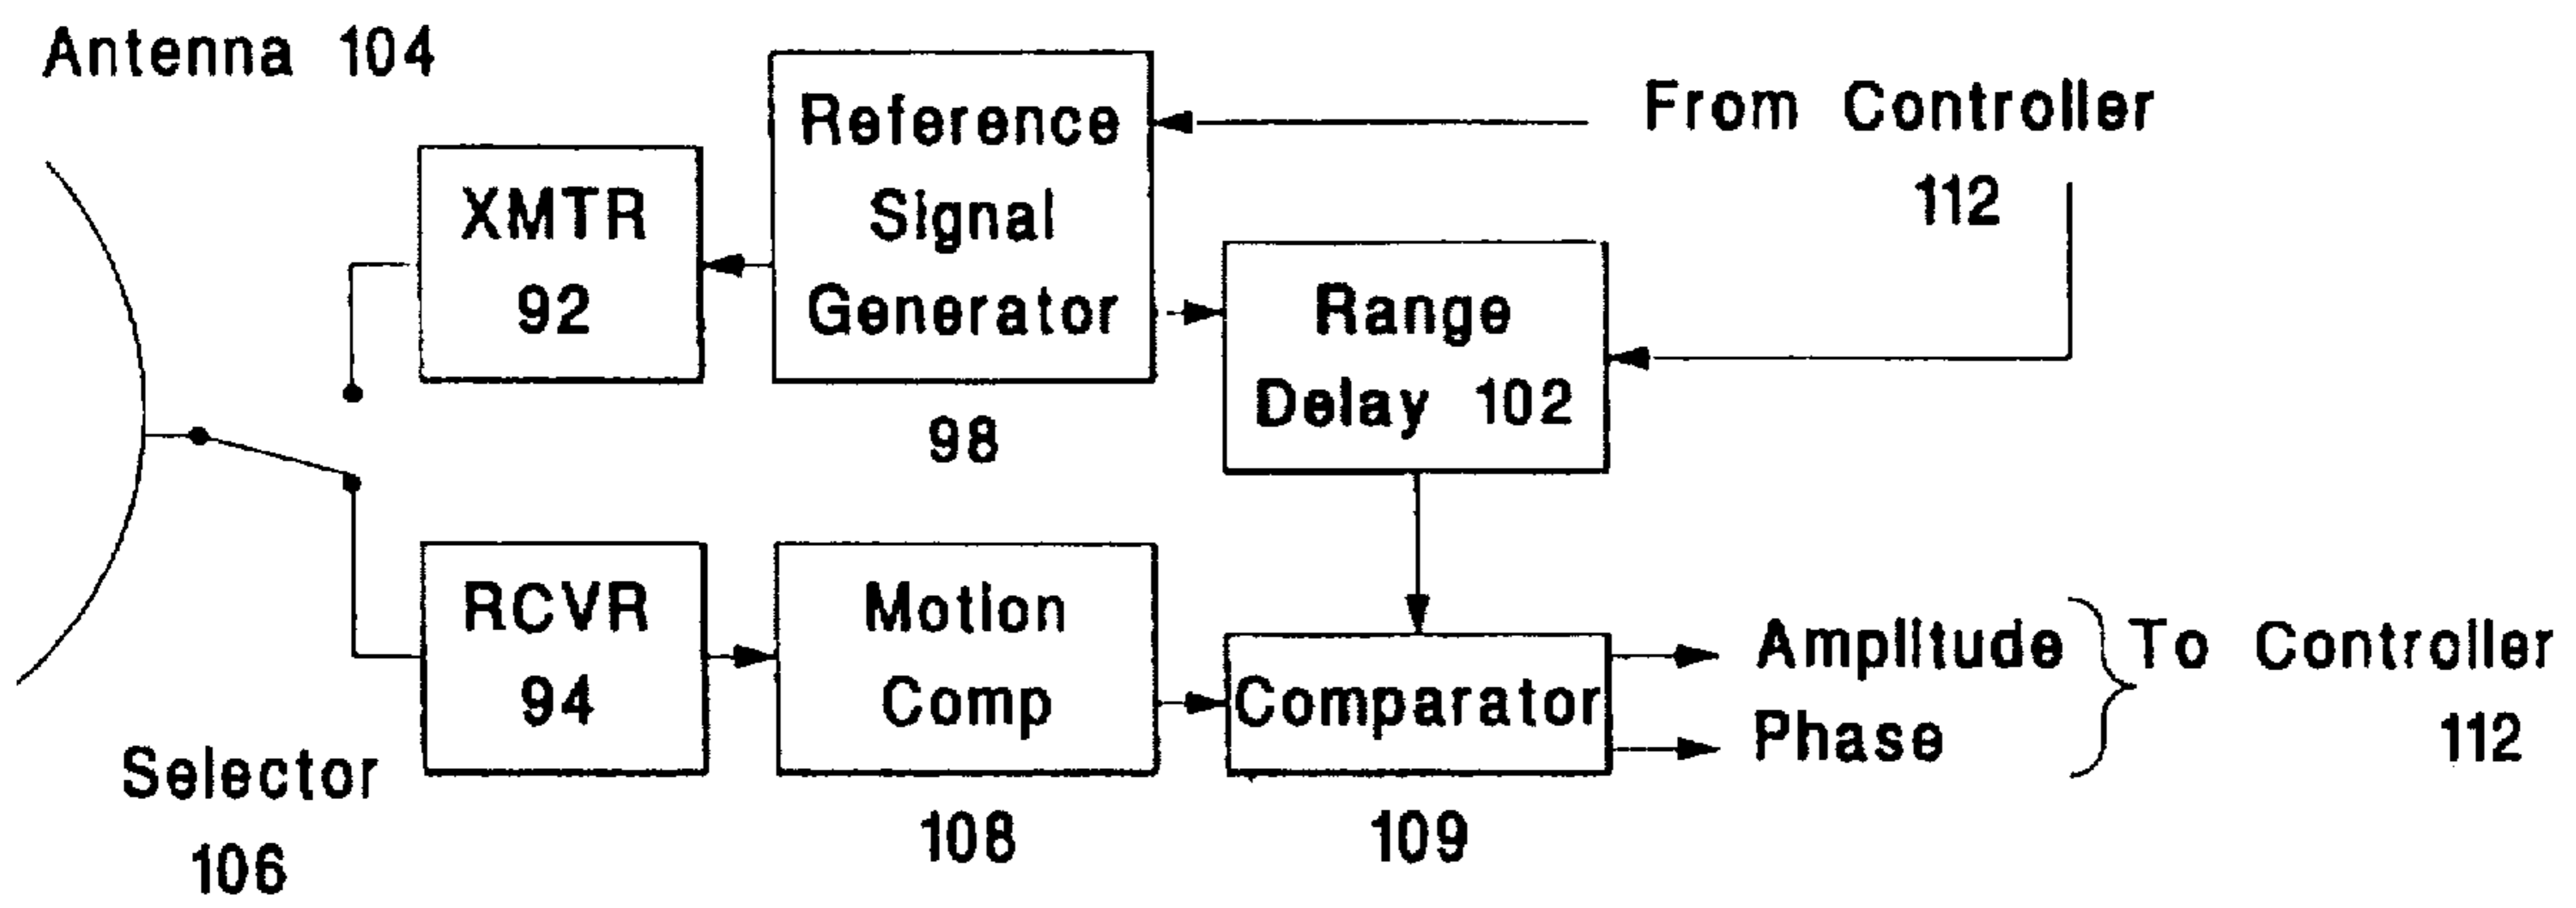 Antenna 104
From Controller
112
Reference
Signal
Generator
98
XMTR
92
Range
Delay 102
RCVR
94
Motion
Comp
108
Comparator
109
Amplitude
Phase
To Controller
112
Selector
106